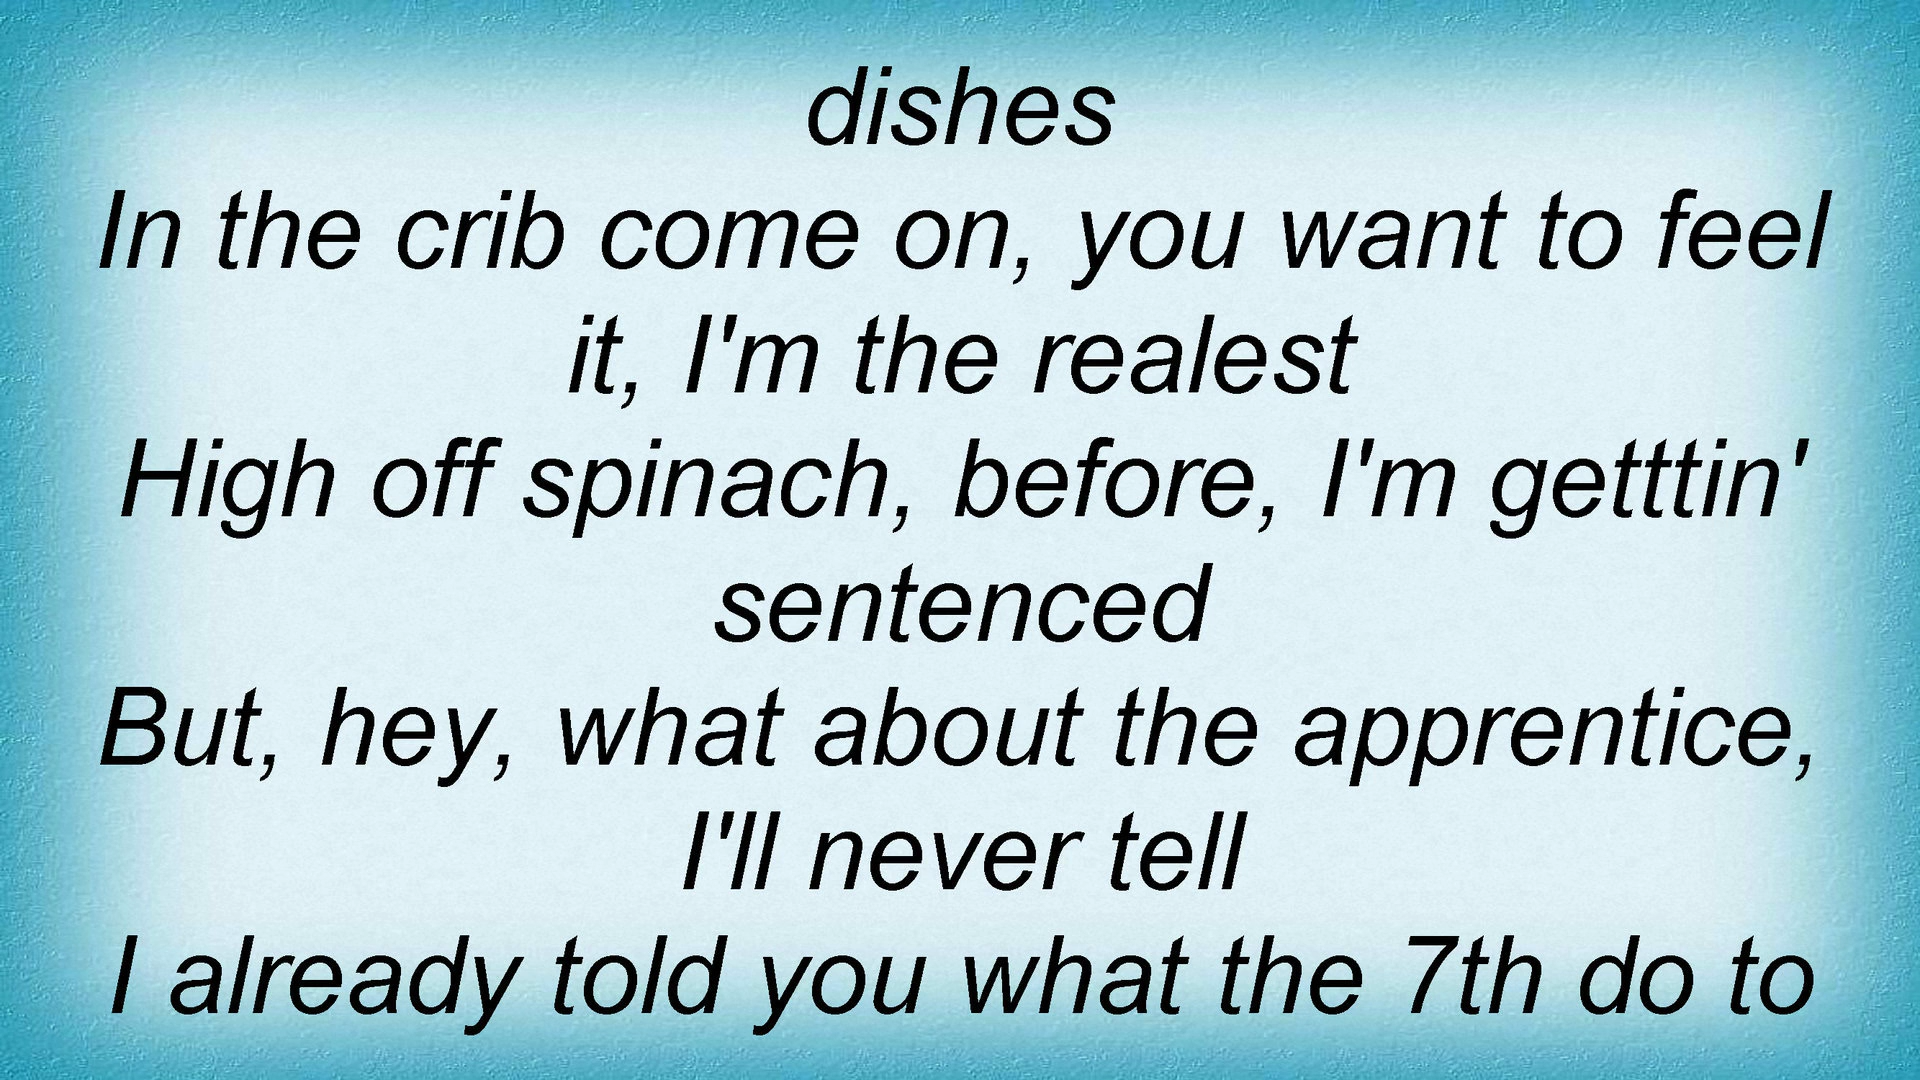 dishes
In the crib come on, you want to feel
it, I'm the realest
High off spinach, before, I'm getttin'
sentenced
But, hey, what about the apprentice,
I'll never tell
I already told you what the 7th do to